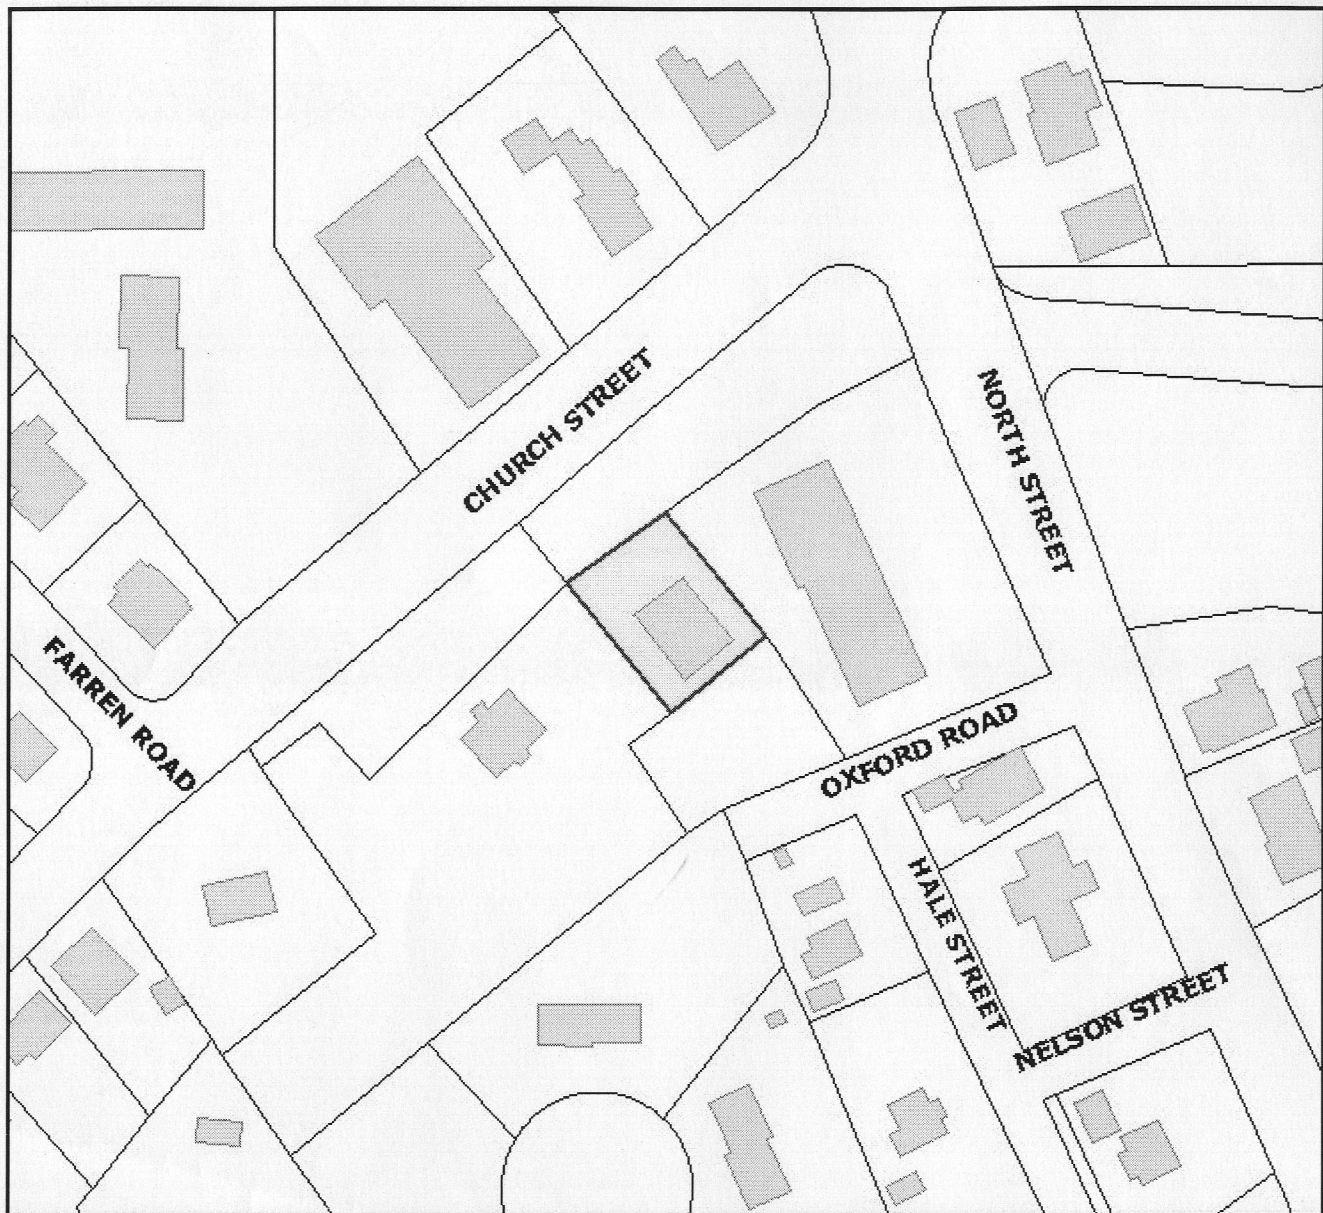 CHURCH STREET
NORTH STREET
FARREN ROAD
OXFORD ROAD
HALE STREET
NELSON STREET